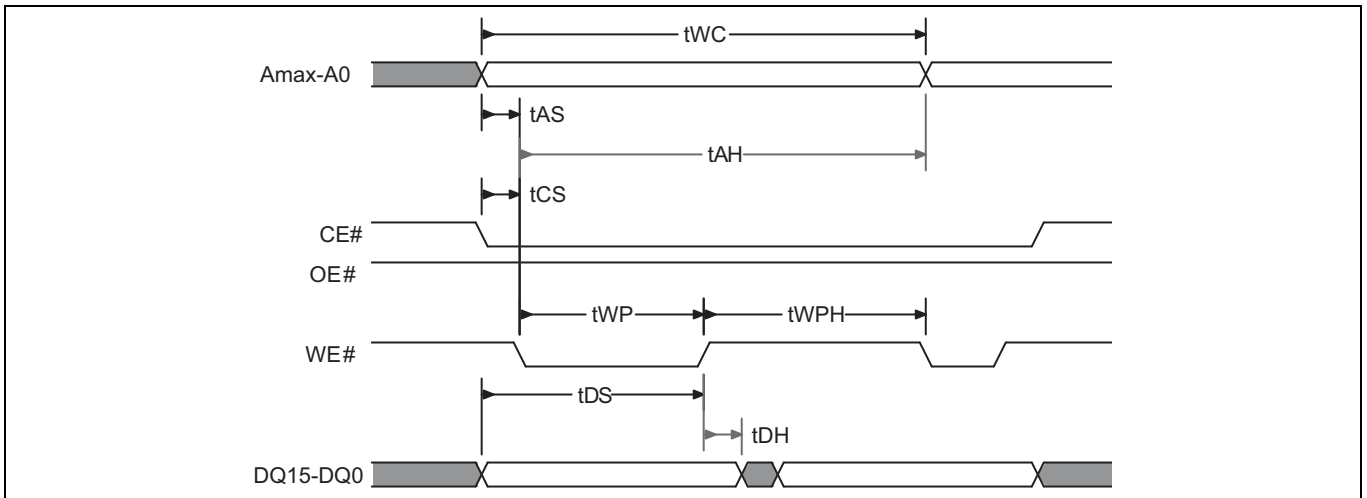 tWC
Amax-A0
tAS
tAH
tCS
CE#
OE#
tWP
tWPH
WE#
tDS
tDH
DQ15-DQ0